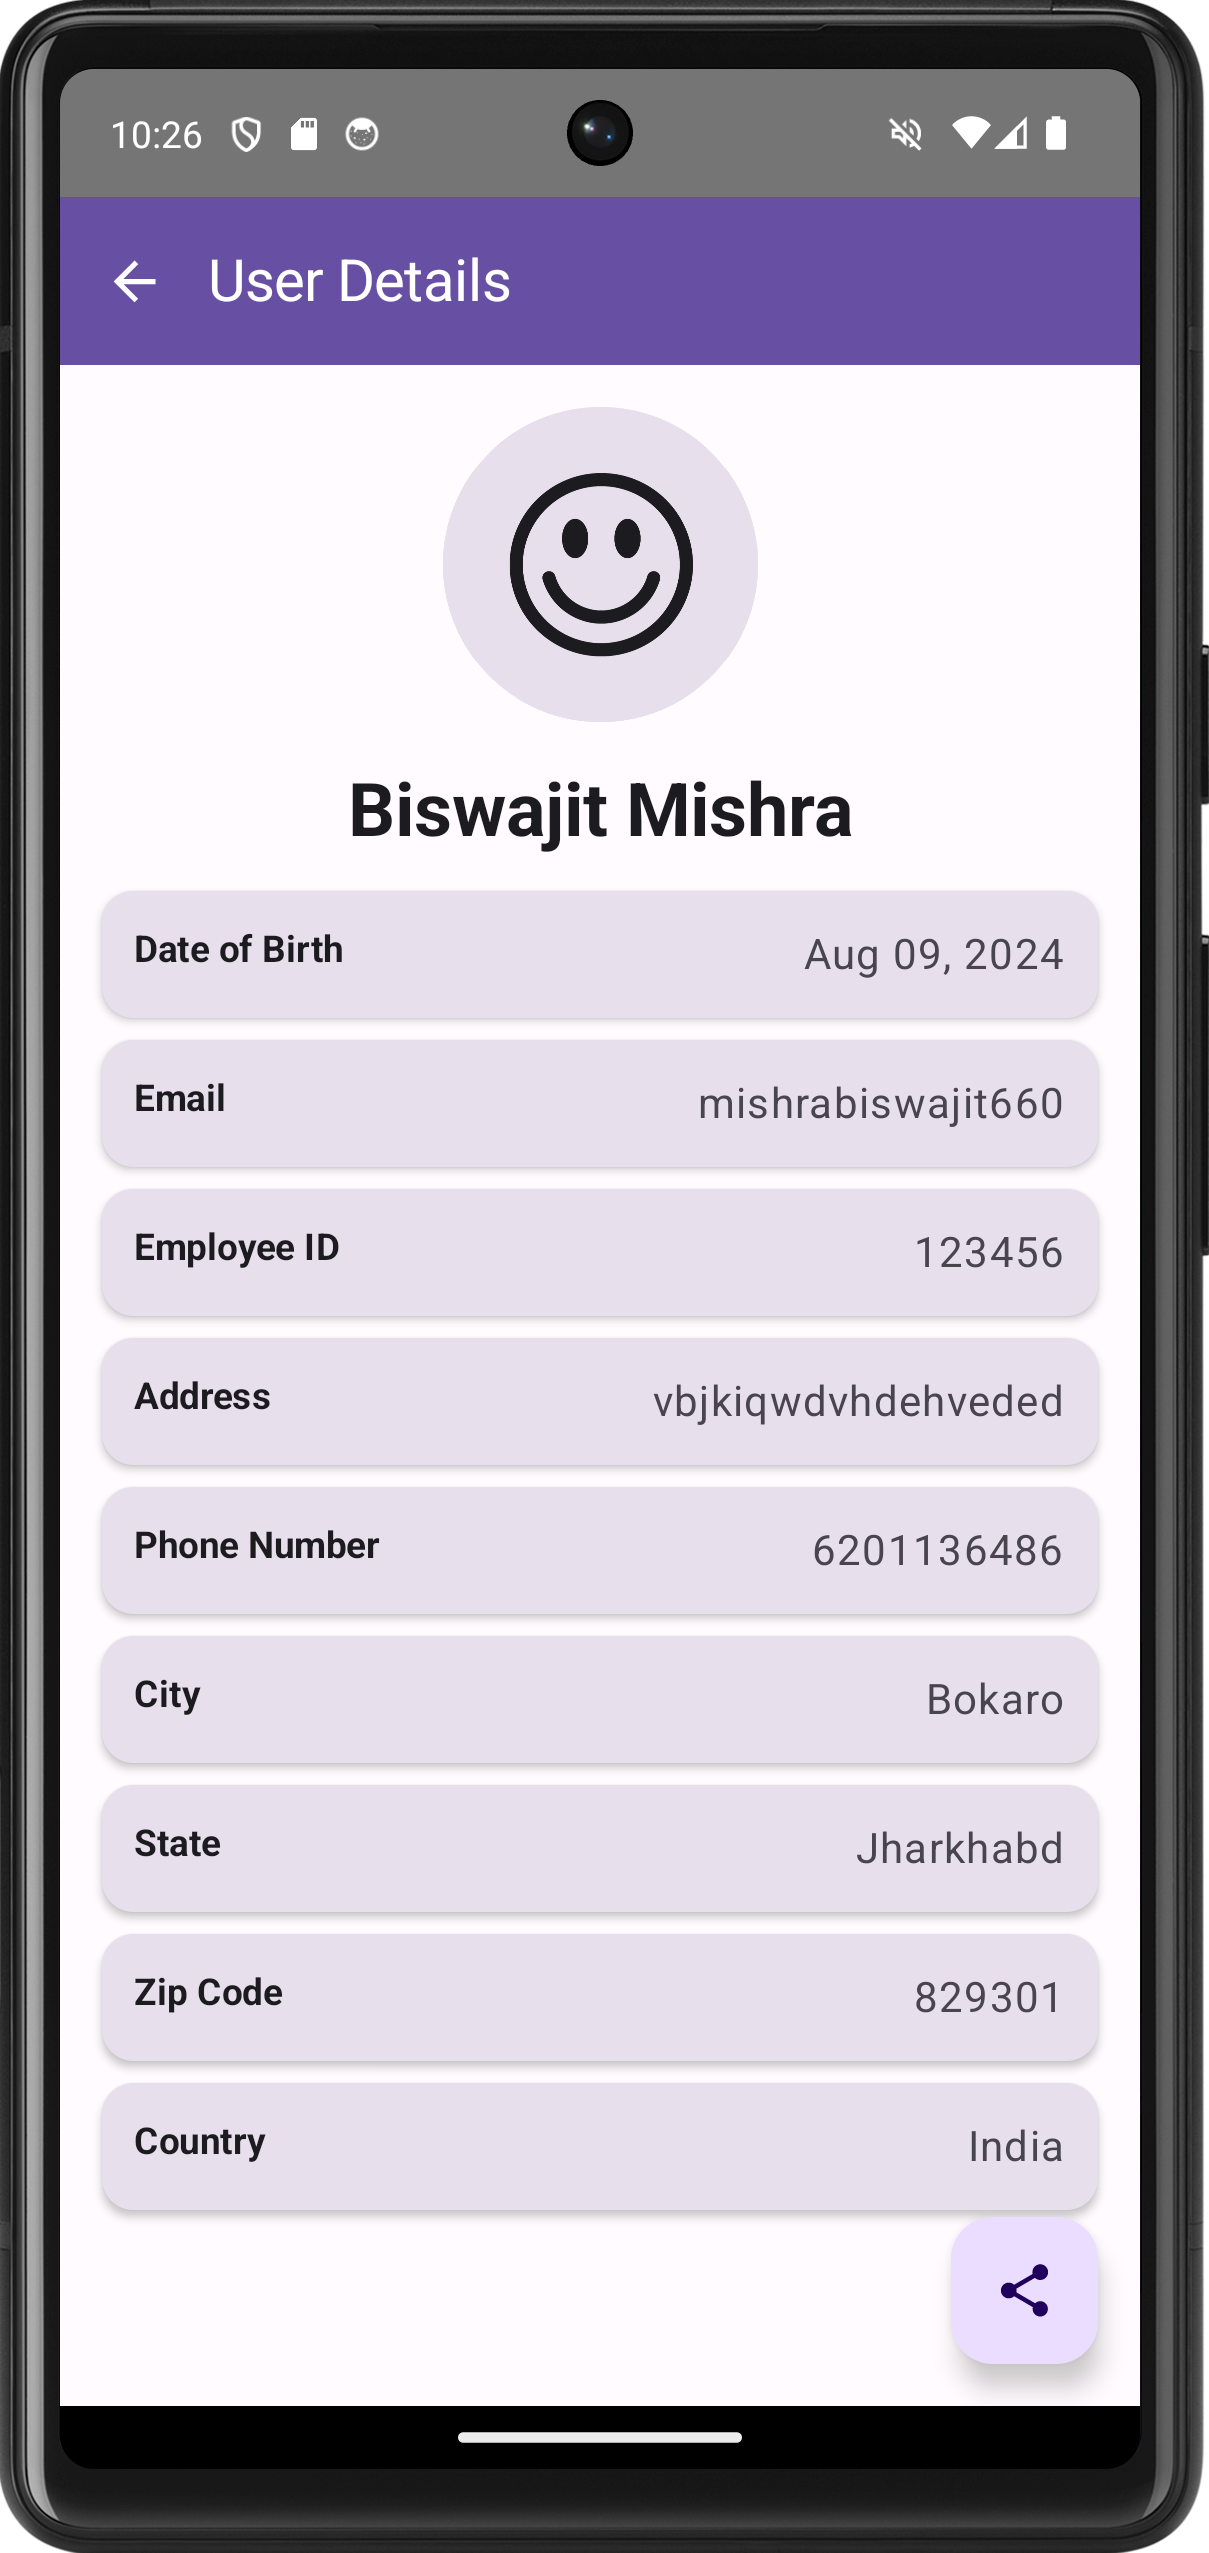 10:26
User Details
Biswajit Mishra
Date of Birth Aug 09, 2024
Email mishrabiswajit660
Employee ID 123456
Address vbjkiqwdvhdehveded
Phone Number 6201136486
City Bokaro
State Jharkhabd
Zip Code 829301
Country India